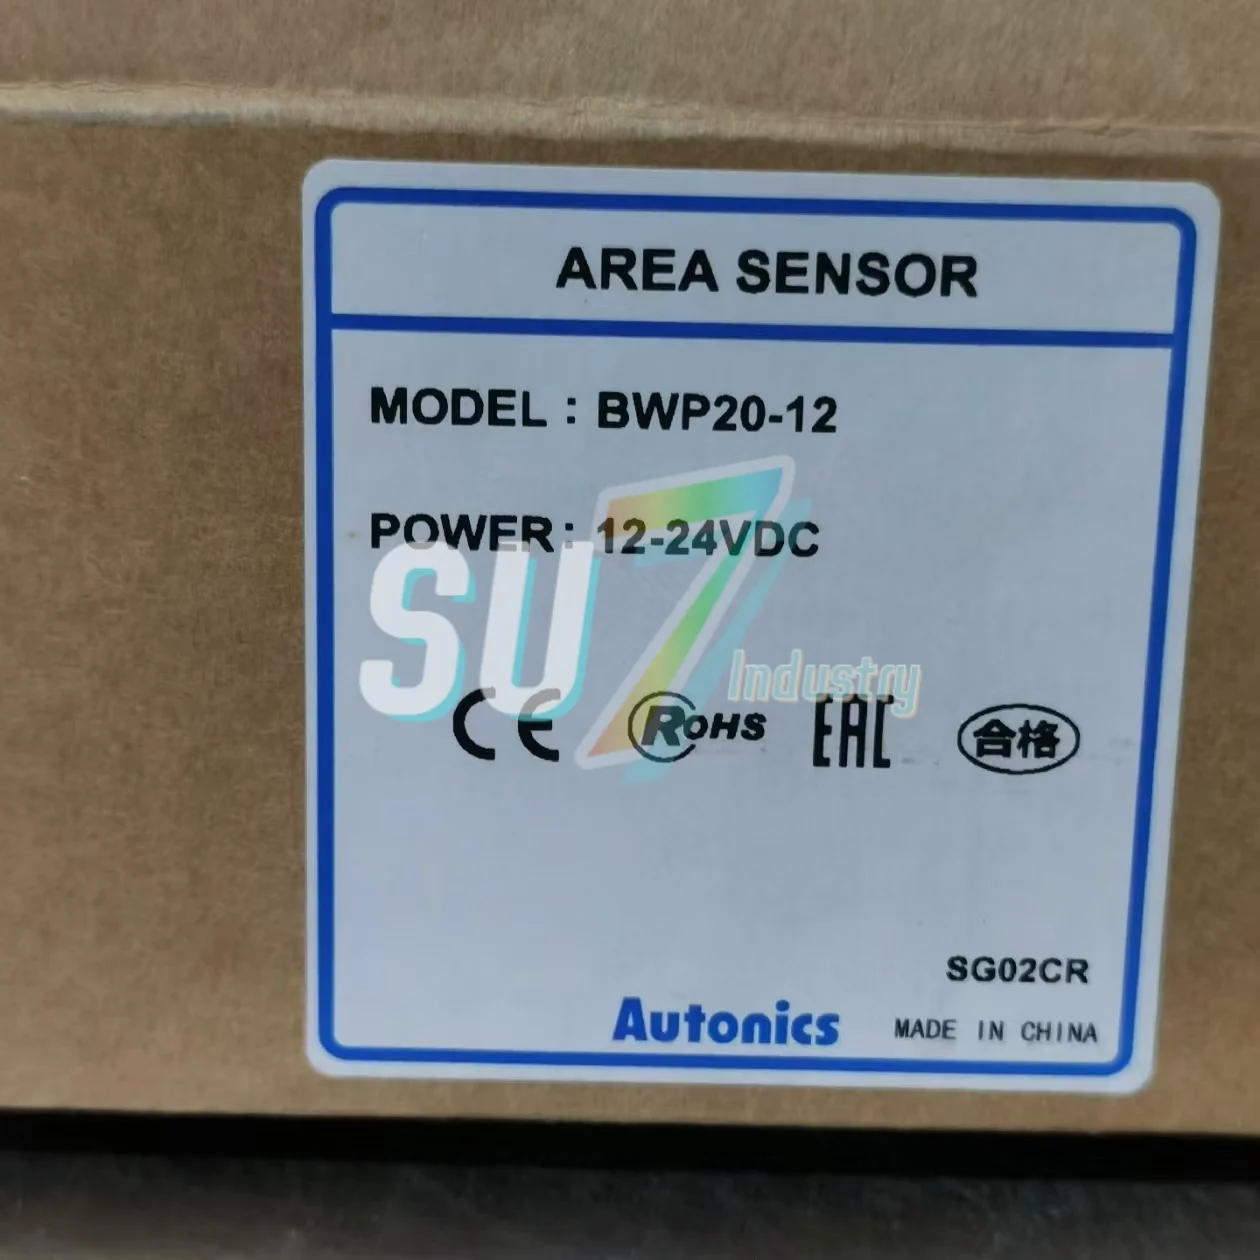 AREA SENSOR
MODEL : BWP20-12
POWER : 12-24VDC
SU7
Industry
CE RoHS EAC 合格
SG02CR
Autonics MADE IN CHINA